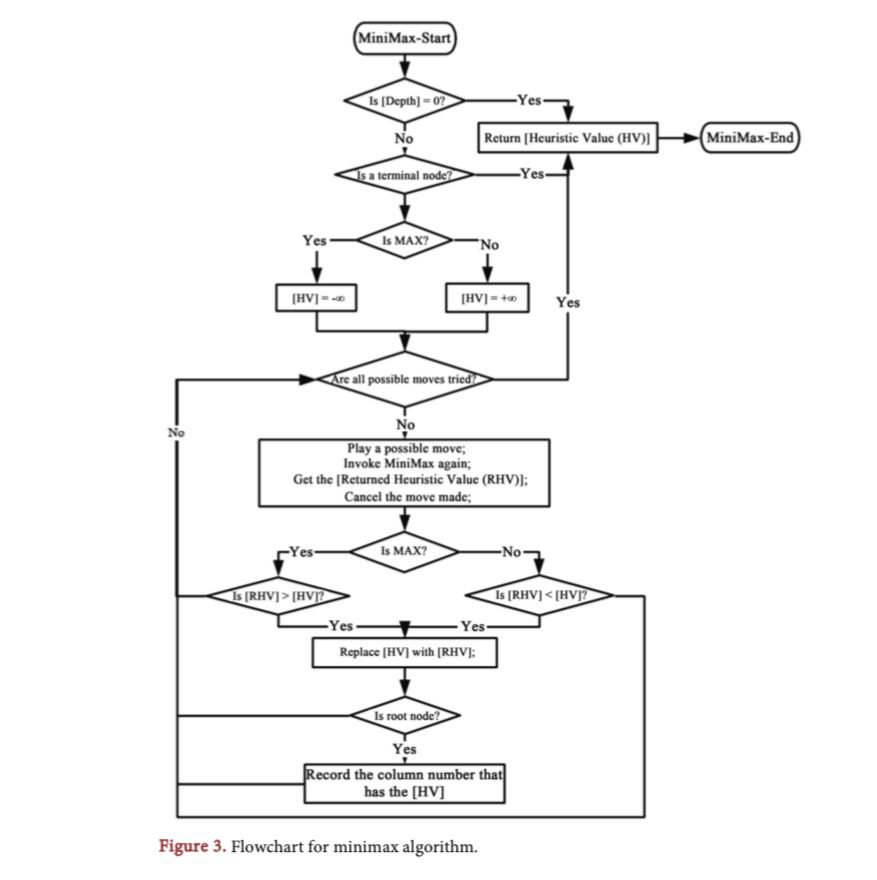 MiniMax-Start
Is [Depth] = 0?
Yes
No
Return [Heuristic Value (HV)]
MiniMax-End
Is a terminal node?
Yes
Is MAX?
Yes
No
[HV] = -∞
[HV] = +∞
Yes
Are all possible moves tried?
No
No
Play a possible move;
Invoke MiniMax again;
Get the [Returned Heuristic Value (RHV)];
Cancel the move made;
Is MAX?
Yes
No
Is [RHV] > [HV]?
Is [RHV] < [HV]?
Yes
Yes
Replace [HV] with [RHV];
Is root node?
Yes
Record the column number that
has the [HV]
Figure 3. Flowchart for minimax algorithm.